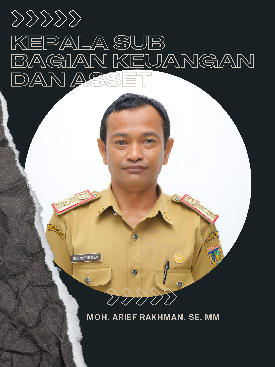 KEPALA SUB
BAGIAN KEUANGAN
DAN ASSET
MOH. ARIEF RAKHMAN, SE. MM